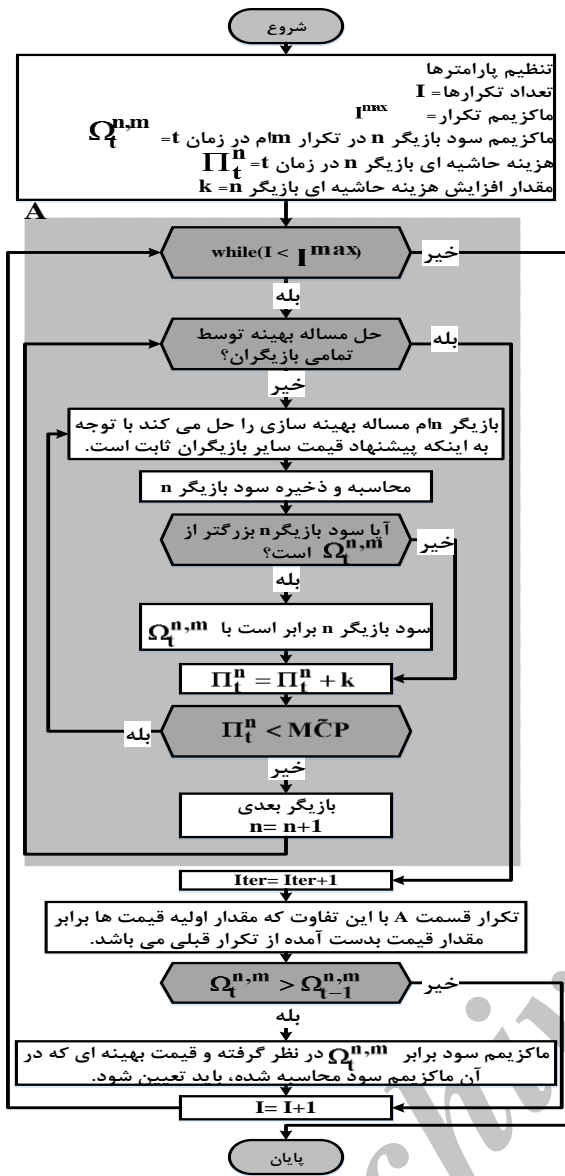 شروع
تنظیم پارامترها
تعداد تکرارها= I
ماکزیمم تکرار= I^max
ماکزیمم سود بازیگر n در تکرار mام در زمان t= Ω_t^n,m
هزینه حاشیه ای بازیگر n در زمان t= Π_t^n
مقدار افزایش هزینه حاشیه ای بازیگر n= k
A
while(I < I^max)
خیر
بله
حل مساله بهینه توسط
تمامی بازیگران؟
بله
خیر
بازیگر nام مساله بهینه سازی را حل می کند با توجه
به اینکه پیشنهاد قیمت سایر بازیگران ثابت است.
محاسبه و ذخیره سود بازیگر n
آیا سود بازیگر n بزرگتر از
Ω_t^n,m است؟
خیر
بله
سود بازیگر n برابر است با Ω_t^n,m
Π_t^n = Π_t^n + k
Π_t^n < MC̃P
بله
خیر
بازیگر بعدی
n= n+1
Iter= Iter+1
تکرار قسمت A با این تفاوت که مقدار اولیه قیمت ها برابر
مقدار قیمت بدست آمده از تکرار قبلی می باشد.
Ω_t^n,m > Ω_t-1^n,m
خیر
بله
ماکزیمم سود برابر Ω_t^n,m در نظر گرفته و قیمت بهینه ای که در
آن ماکزیمم سود محاسبه شده، باید تعیین شود.
I= I+1
پایان